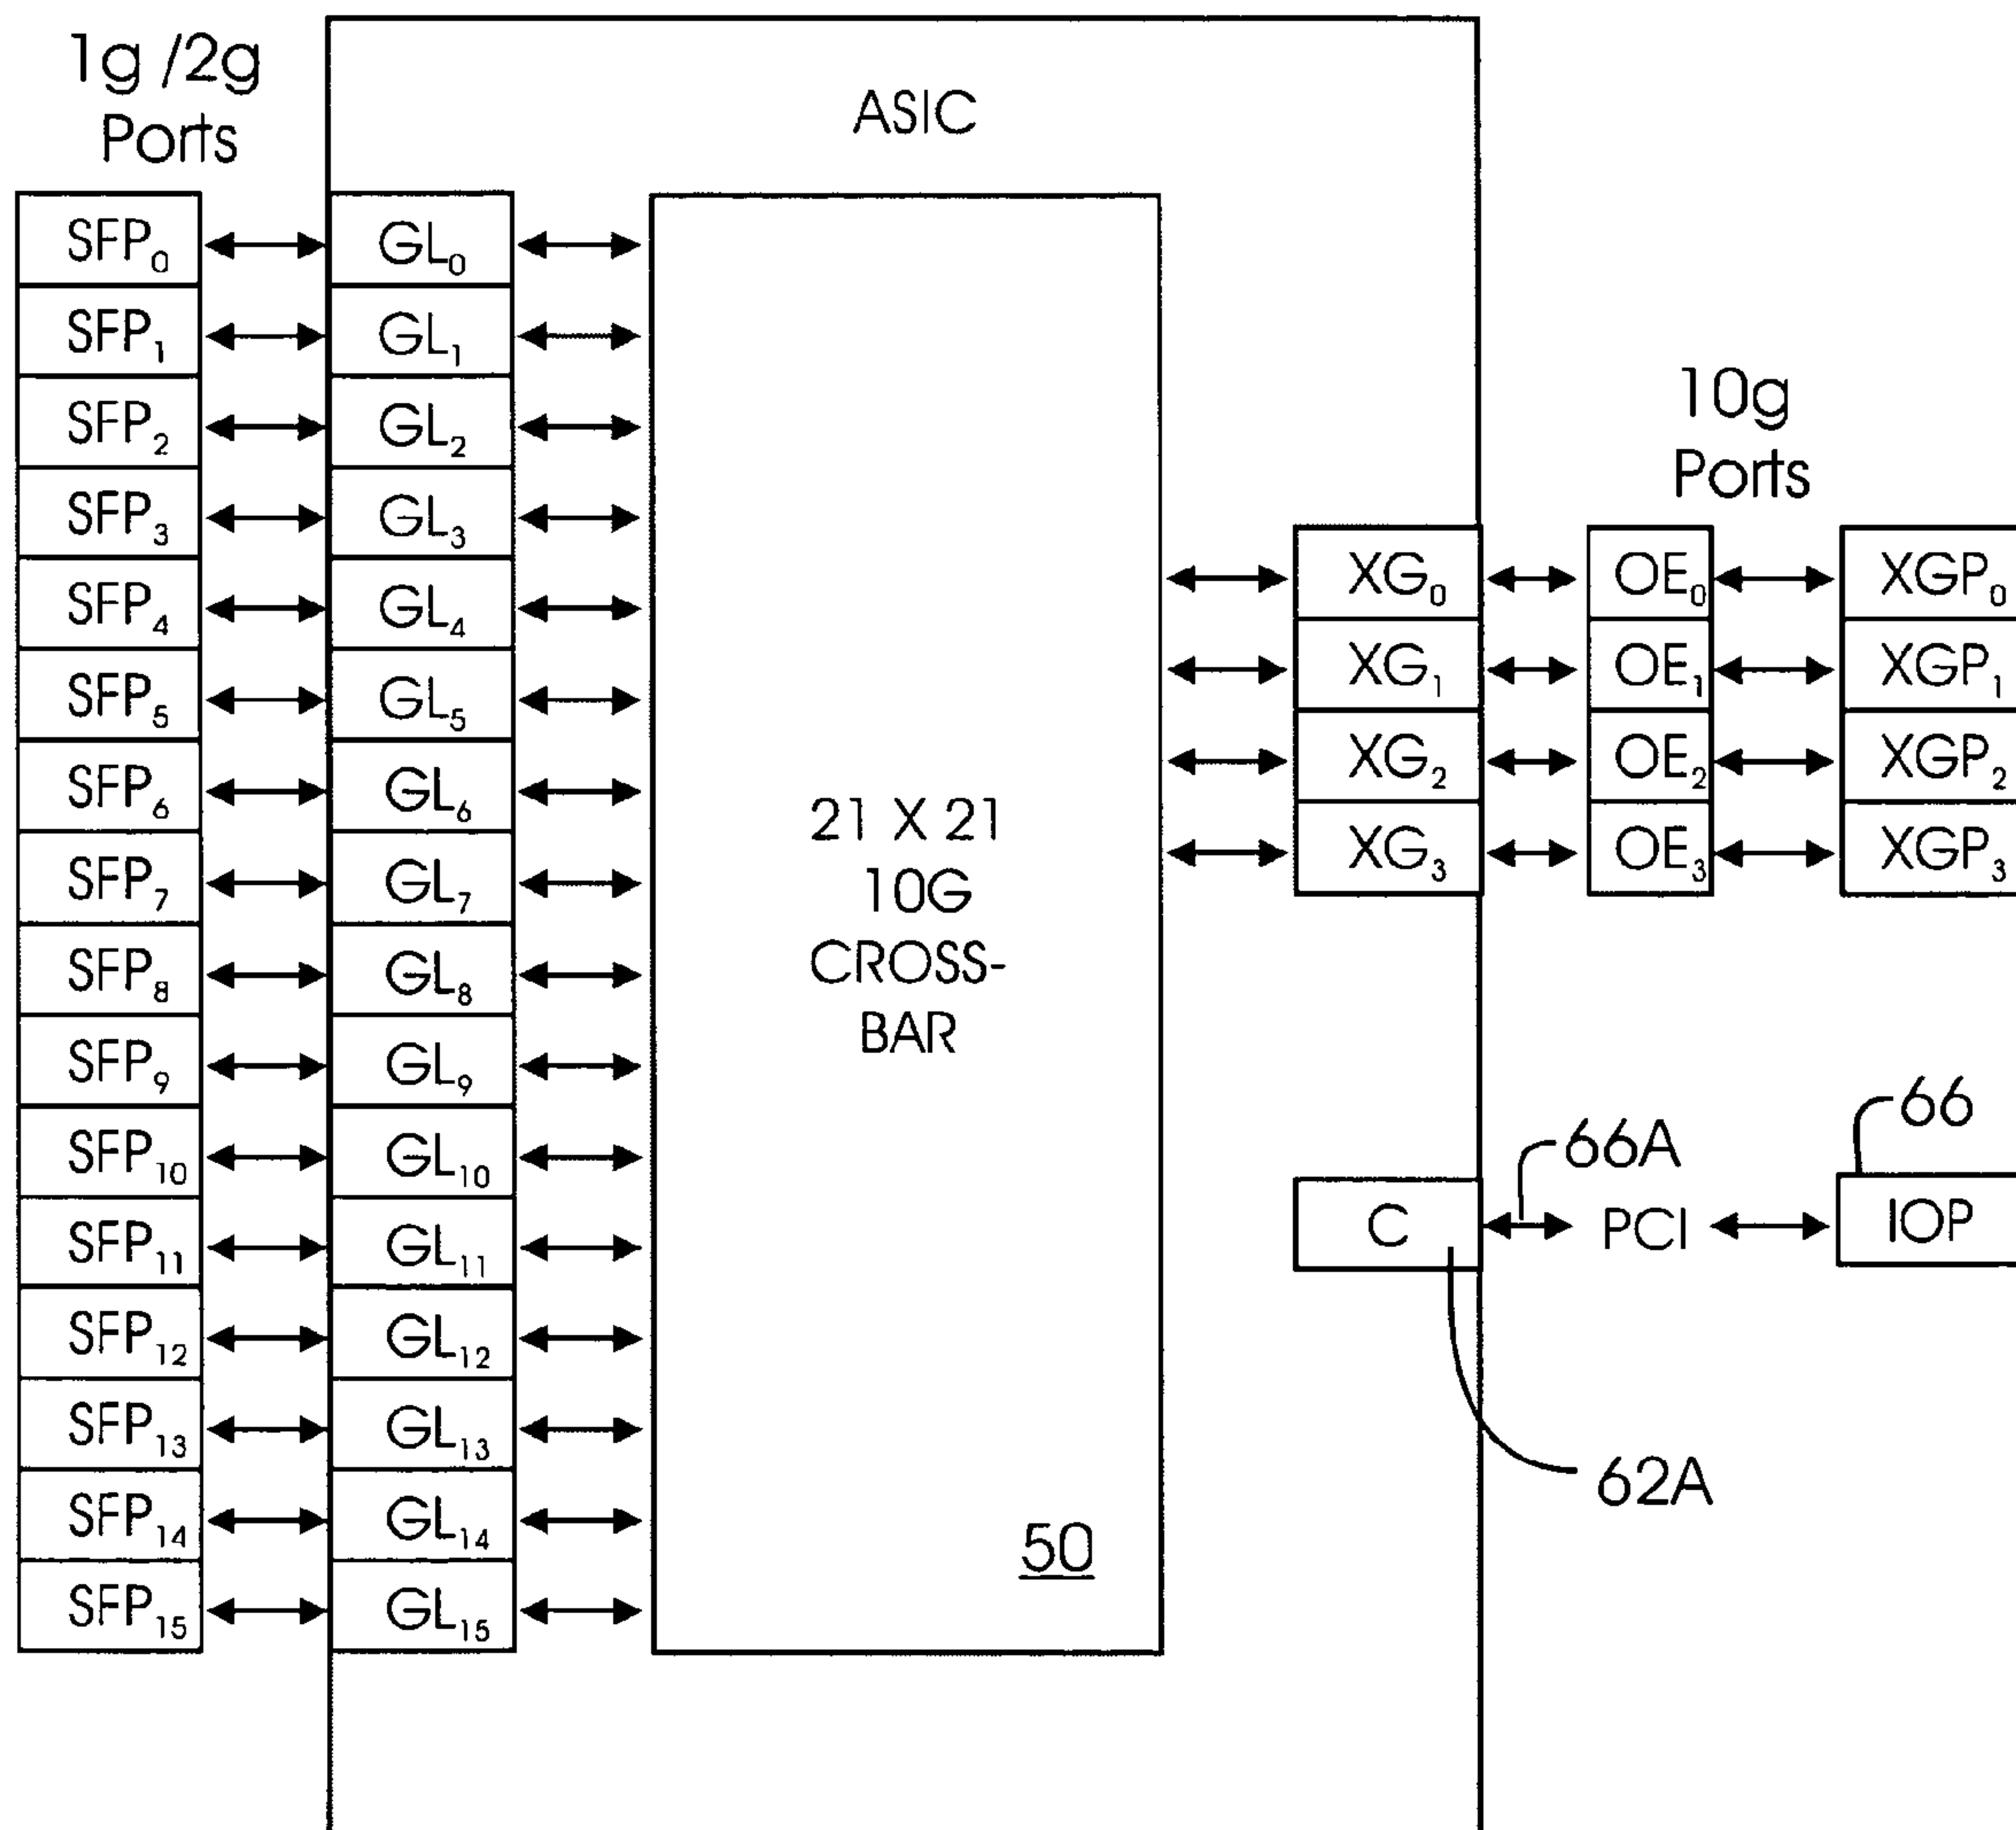 1g /2g
Ports
ASIC
10g
Ports
SFP₀ GL₀
SFP₁ GL₁
SFP₂ GL₂
SFP₃ GL₃
SFP₄ GL₄
SFP₅ GL₅
SFP₆ GL₆
SFP₇ GL₇
SFP₈ GL₈
SFP₉ GL₉
SFP₁₀ GL₁₀
SFP₁₁ GL₁₁
SFP₁₂ GL₁₂
SFP₁₃ GL₁₃
SFP₁₄ GL₁₄
SFP₁₅ GL₁₅
21 X 21
10G
CROSS-
BAR
50
XG₀ OE₀ XGP₀
XG₁ OE₁ XGP₁
XG₂ OE₂ XGP₂
XG₃ OE₃ XGP₃
66A
66
C PCI IOP
62A